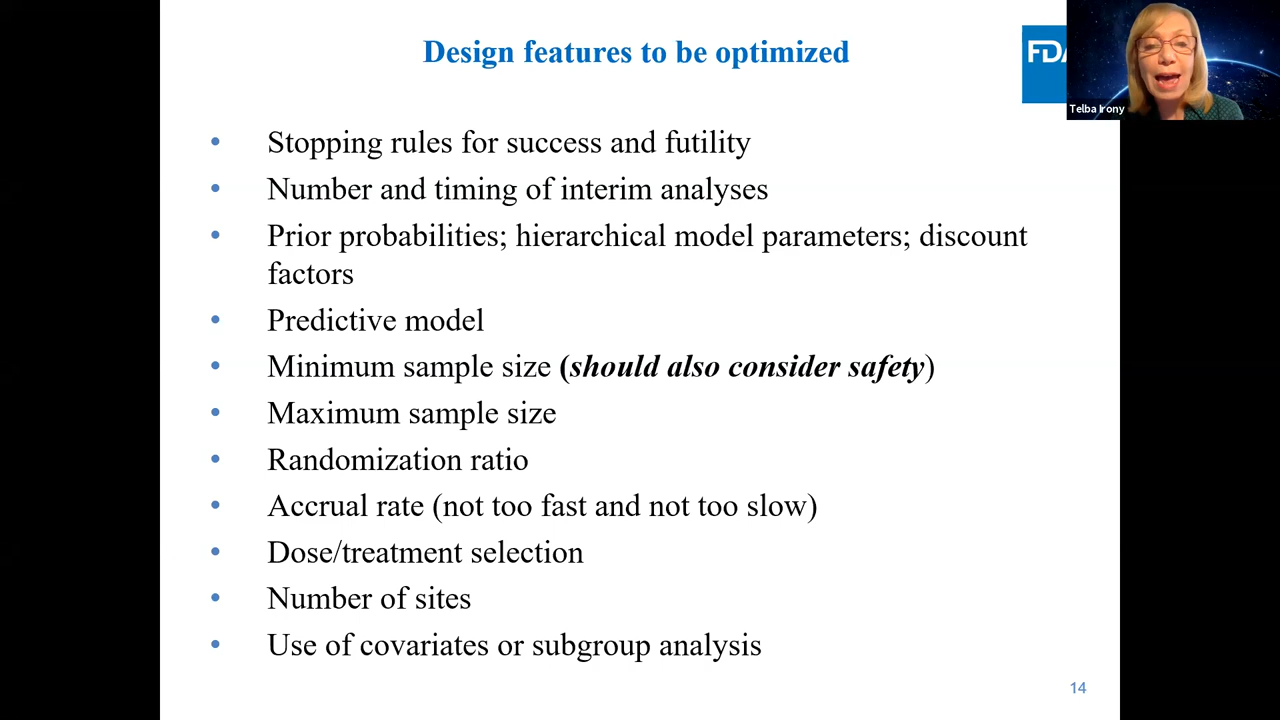 Design features to be optimized
FDA
Telba Irony
• Stopping rules for success and futility
• Number and timing of interim analyses
• Prior probabilities; hierarchical model parameters; discount
factors
• Predictive model
• Minimum sample size (should also consider safety)
• Maximum sample size
• Randomization ratio
• Accrual rate (not too fast and not too slow)
• Dose/treatment selection
• Number of sites
• Use of covariates or subgroup analysis
14